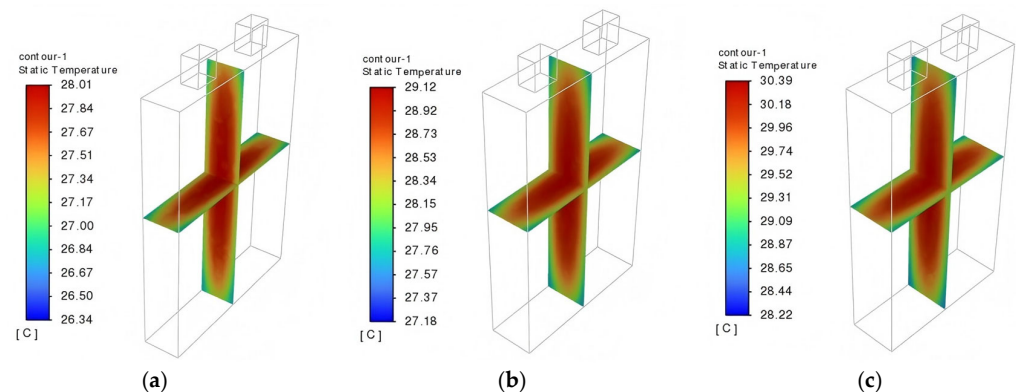 contour-1
Static Temperature
28.01
27.84
27.67
27.51
27.34
27.17
27.00
26.84
26.67
26.50
26.34
[ C ]
(a)
contour-1
Static Temperature
29.12
28.92
28.73
28.53
28.34
28.15
27.95
27.76
27.57
27.37
27.18
[ C ]
(b)
contour-1
Static Temperature
30.39
30.18
29.96
29.74
29.52
29.31
29.09
28.87
28.65
28.44
28.22
[ C ]
(c)